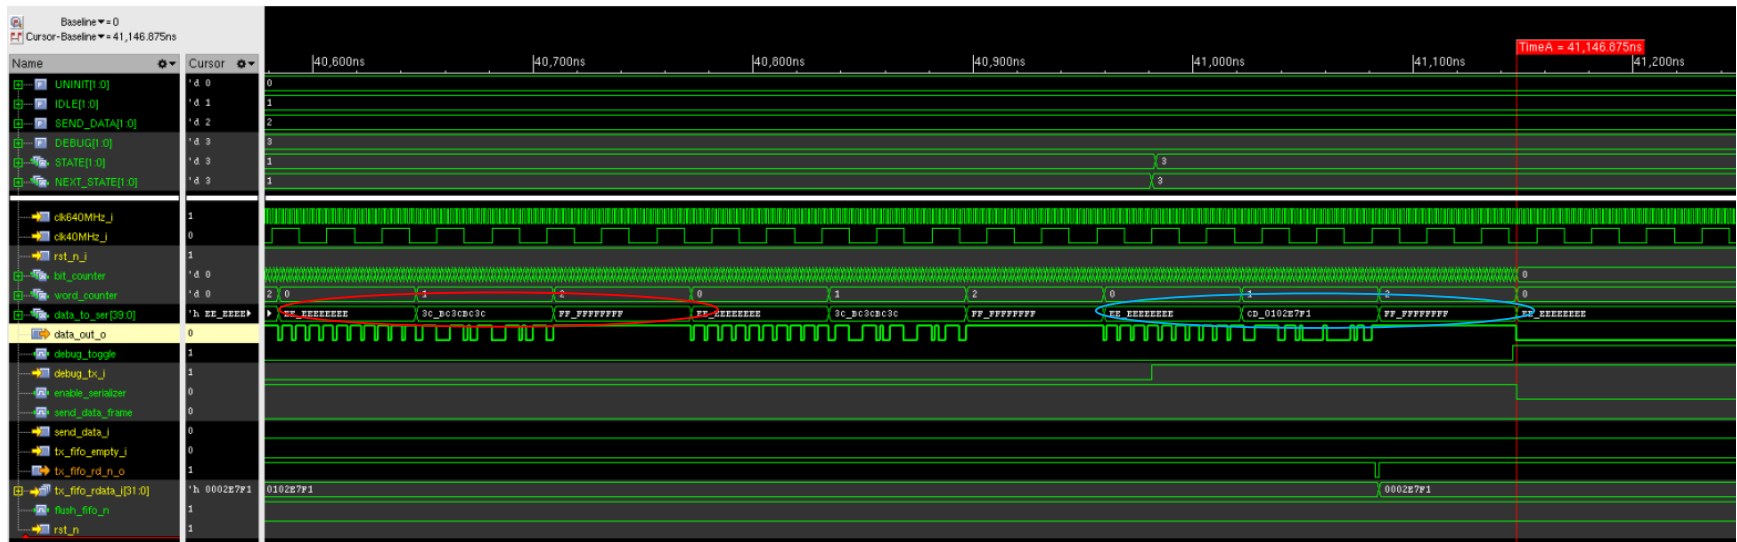 Baseline▼=0
Cursor-Baseline▼=41,146.875ns
TimeA = 41,146.875ns
Name Cursor 40,600ns 40,700ns 40,800ns 40,900ns 41,000ns 41,100ns 41,200ns
UNINIT[1:0] 'd 0 0
IDLE[1:0] 'd 1 1
SEND_DATA[1:0] 'd 2 2
DEBUG[1:0] 'd 3 3
STATE[1:0] 'd 3 1 3
NEXT_STATE[1:0] 'd 3 1 3
clk640MHz_i 1
clk40MHz_i 0
rst_n_i 1
bit_counter 'd 0 0
word_counter 'd 0 2 0 1 2 0 1 2 0 1 2 0
data_to_ser[39:0] 'h EE_EEEE EE_EEEEEEEE 3C_BC3CBC3C FF_FFFFFFFF EE_EEEEEEEE 3C_BC3CBC3C FF_FFFFFFFF EE_EEEEEEEE CD_0102E7F1 FF_FFFFFFFF EE_EEEEEEEE
data_out_o 0
debug_toggle 1
debug_tx_i 1
enable_serializer 0
send_data_frame 0
send_data_i 0
tx_fifo_empty_i 0
tx_fifo_rd_n_o 1
tx_fifo_rdata_i[31:0] 'h 0002E7F1 0102E7F1 0002E7F1
flush_fifo_n 1
rst_n 1